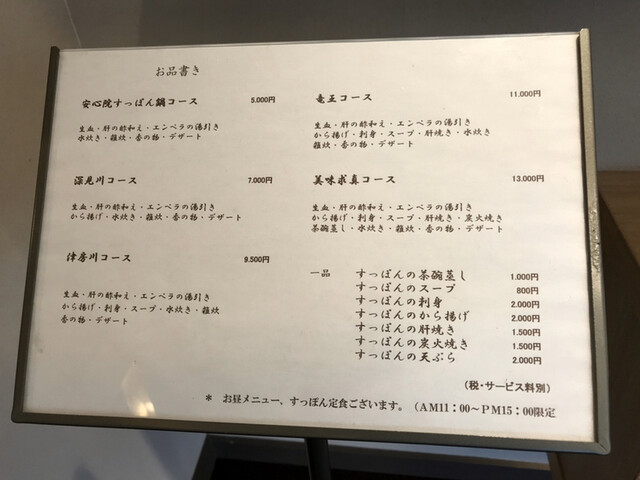 お品書き
安心院すっぽん鍋コース 5.000円
生血・肝の酢和え・エンペラの湯引き
水炊き・雑炊・香の物・デザート
深見川コース 7.000円
生血・肝の酢和え・エンペラの湯引き
から揚げ・水炊き・雑炊・香の物・デザート
津房川コース 9.500円
生血・肝の酢和え・エンペラの湯引き
から揚げ・利身・スープ・水炊き・雑炊
香の物・デザート
竜王コース 11.000円
生血・肝の酢和え・エンペラの湯引き
から揚げ・利身・スープ・肝焼き・水炊き
雑炊・香の物・デザート
美味求真コース 13.000円
生血・肝の酢和え・エンペラの湯引き
から揚げ・利身・スープ・肝焼き・炭火焼き
茶碗蒸し・水炊き・雑炊・香の物・デザート
一品 すっぽんの茶碗蒸し 1.000円
すっぽんのスープ 800円
すっぽんの利身 2.000円
すっぽんのから揚げ 2.000円
すっぽんの肝焼き 1.500円
すっぽんの炭火焼き 1.500円
すっぽんの天ぷら 2.000円
（税・サービス料別）
＊ お昼メニュー、すっぽん定食ございます。（AM11：00～PM15：00限定